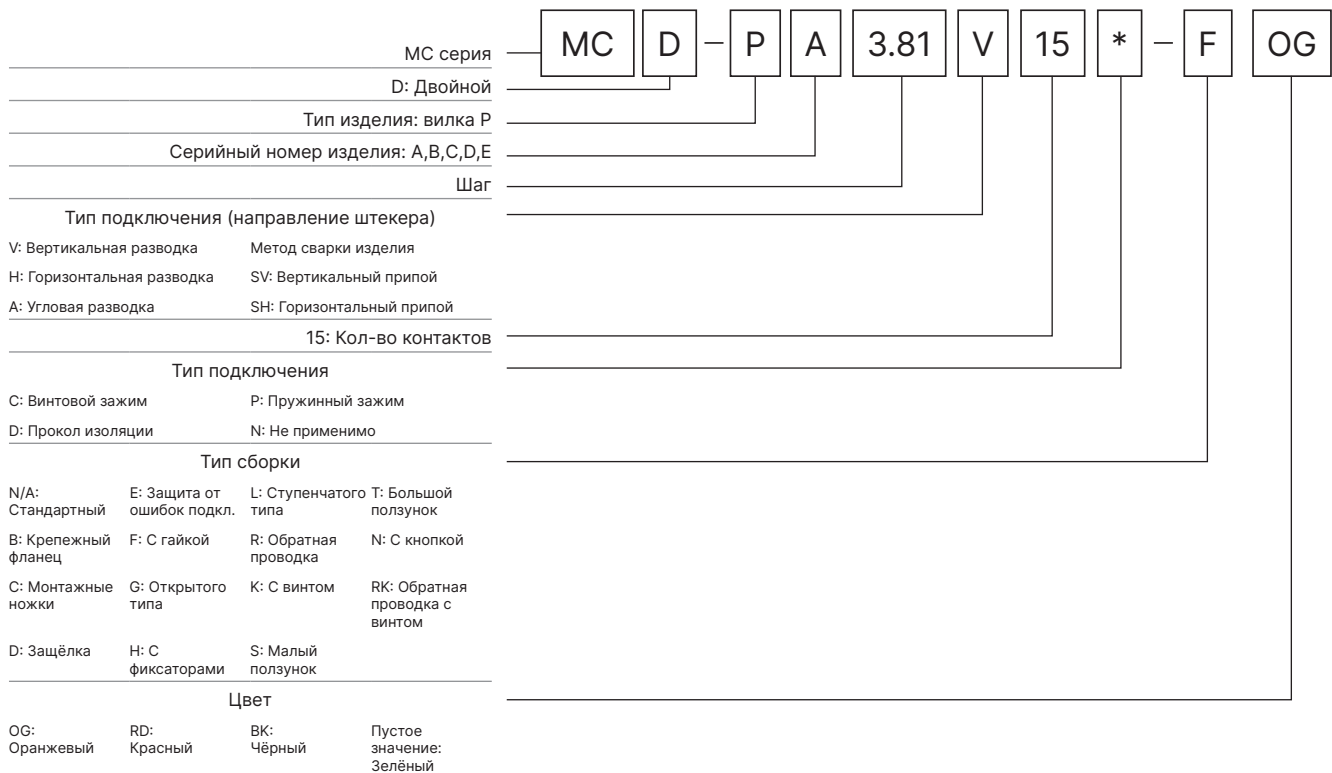 MC D – P A 3.81 V 15 * – F OG
МС серия
D: Двойной
Тип изделия: вилка P
Серийный номер изделия: A,B,C,D,E
Шаг
Тип подключения (направление штекера)
V: Вертикальная разводка Метод сварки изделия
H: Горизонтальная разводка SV: Вертикальный припой
A: Угловая разводка SH: Горизонтальный припой
15: Кол-во контактов
Тип подключения
C: Винтовой зажим P: Пружинный зажим
D: Прокол изоляции N: Не применимо
Тип сборки
N/A: E: Защита от L: Ступенчатого T: Большой
Стандартный ошибок подкл. типа ползунок
B: Крепежный F: С гайкой R: Обратная N: С кнопкой
фланец проводка
C: Монтажные G: Открытого K: С винтом RK: Обратная
ножки типа проводка с
винтом
D: Защёлка H: С S: Малый
фиксаторами ползунок
Цвет
OG: RD: BK: Пустое
Оранжевый Красный Чёрный значение:
Зелёный